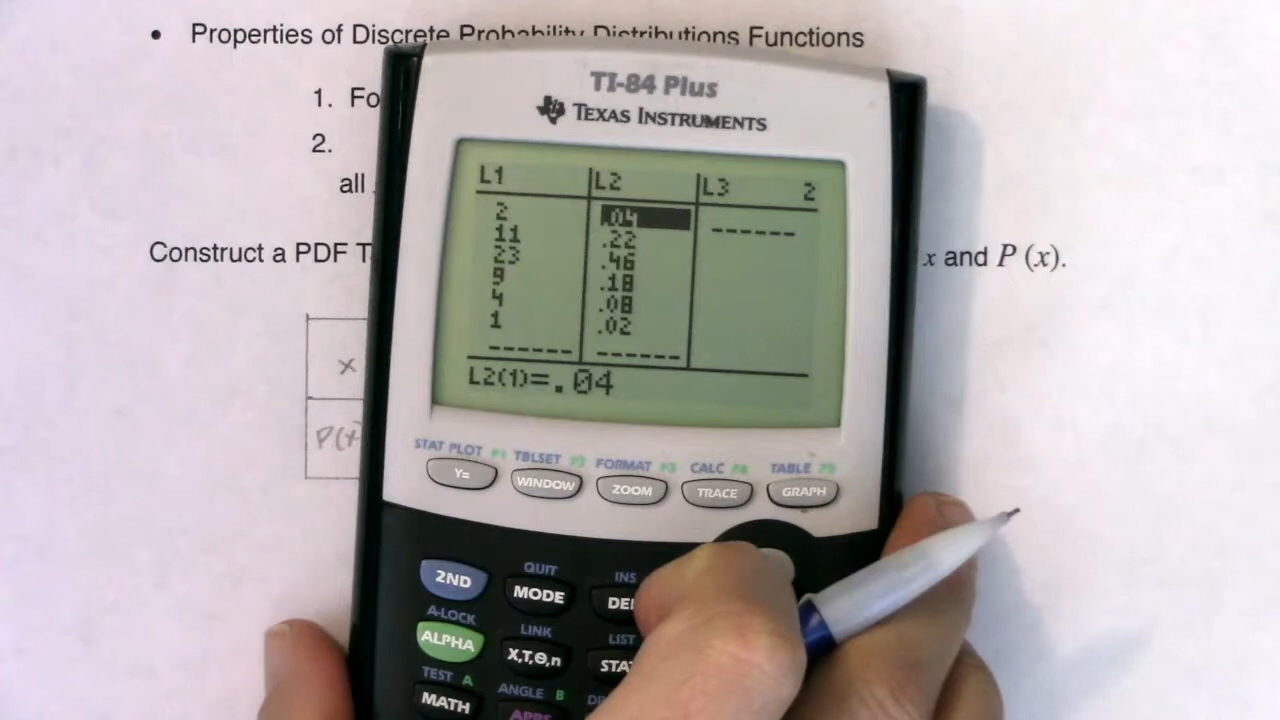 • Properties of Discrete Probability Distributions Functions
1. Fo
2.
all
Construct a PDF T
x and P (x).
x
P(x
TI-84 Plus
TEXAS INSTRUMENTS
L1 L2 L3 2
2 .04 ------
11 .22
23 .46
9 .18
4 .08
1 .02
------ ------
L2(1)=.04
STAT PLOT F1 TBLSET F2 FORMAT F3 CALC F4 TABLE F5
Y= WINDOW ZOOM TRACE GRAPH
QUIT INS
2ND MODE DEL
A-LOCK LINK LIST
ALPHA X,T,Θ,n STAT
TEST A ANGLE B
MATH APPS